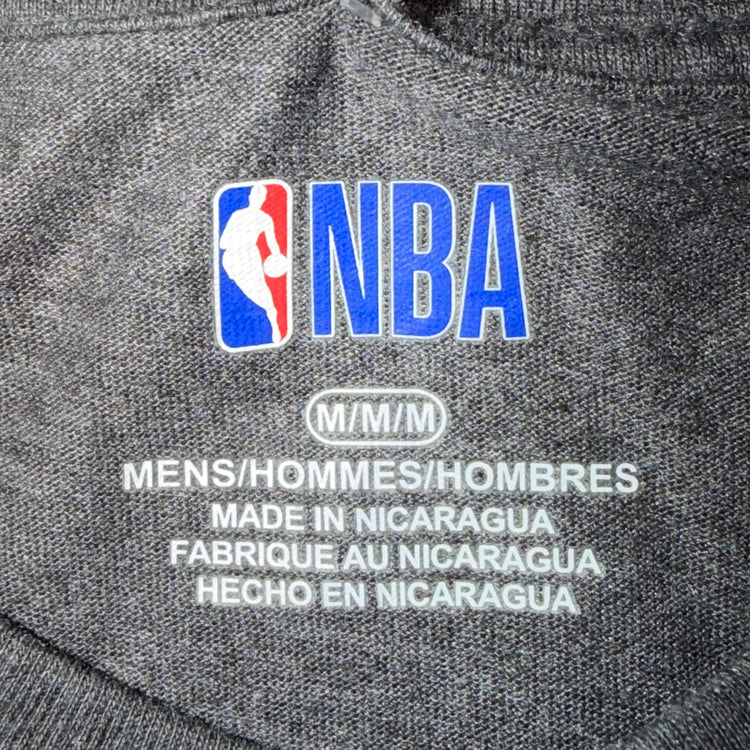 NBA
M/M/M
MENS/HOMMES/HOMBRES
MADE IN NICARAGUA
FABRIQUE AU NICARAGUA
HECHO EN NICARAGUA